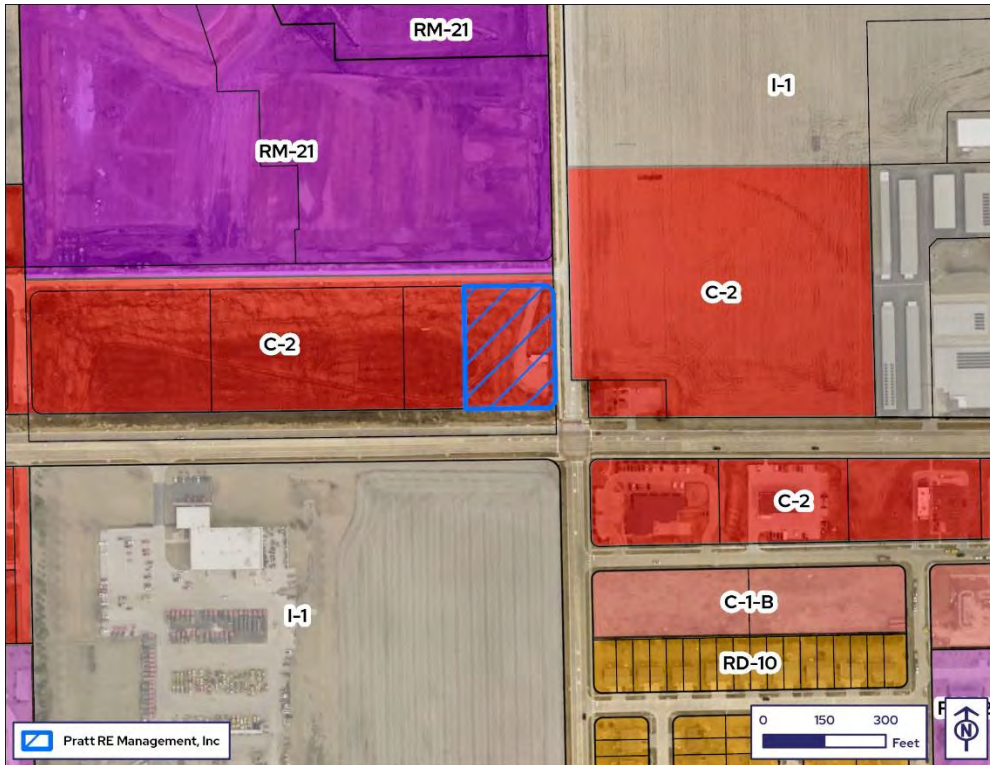 RM-21
I-1
RM-21
C-2
C-2
C-2
C-1-B
I-1
RD-10
Pratt RE Management, Inc
0 150 300
Feet
N